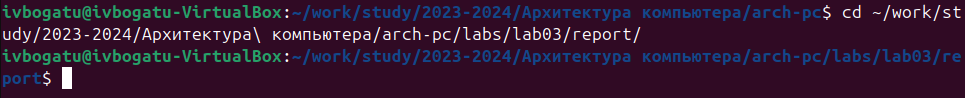 ivbogatu@ivbogatu-VirtualBox:~/work/study/2023-2024/Архитектура компьютера/arch-pc$ cd ~/work/st
udy/2023-2024/Архитектура\ компьютера/arch-pc/labs/lab03/report/
ivbogatu@ivbogatu-VirtualBox:~/work/study/2023-2024/Архитектура компьютера/arch-pc/labs/lab03/re
port$